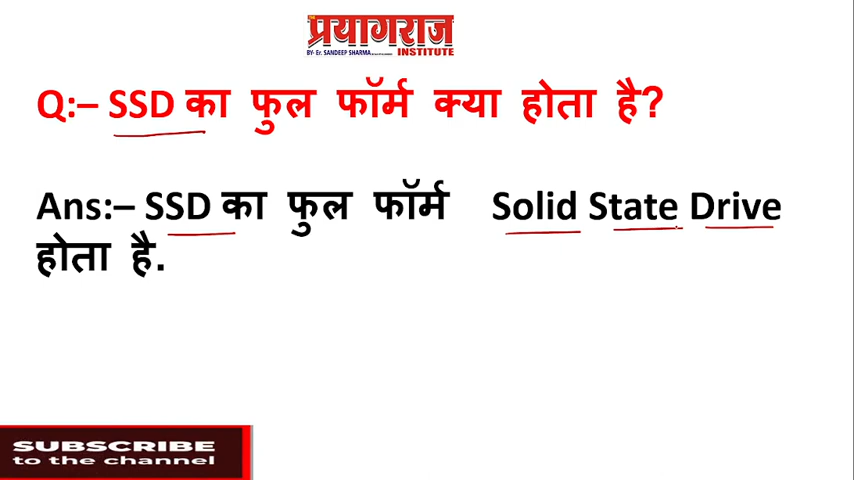 प्रयागराज
BY- Er. SANDEEP SHARMA
INSTITUTE
Q:– SSD का फुल फॉर्म क्या होता है?
Ans:– SSD का फुल फॉर्म Solid State Drive
होता है.
SUBSCRIBE
to the channel